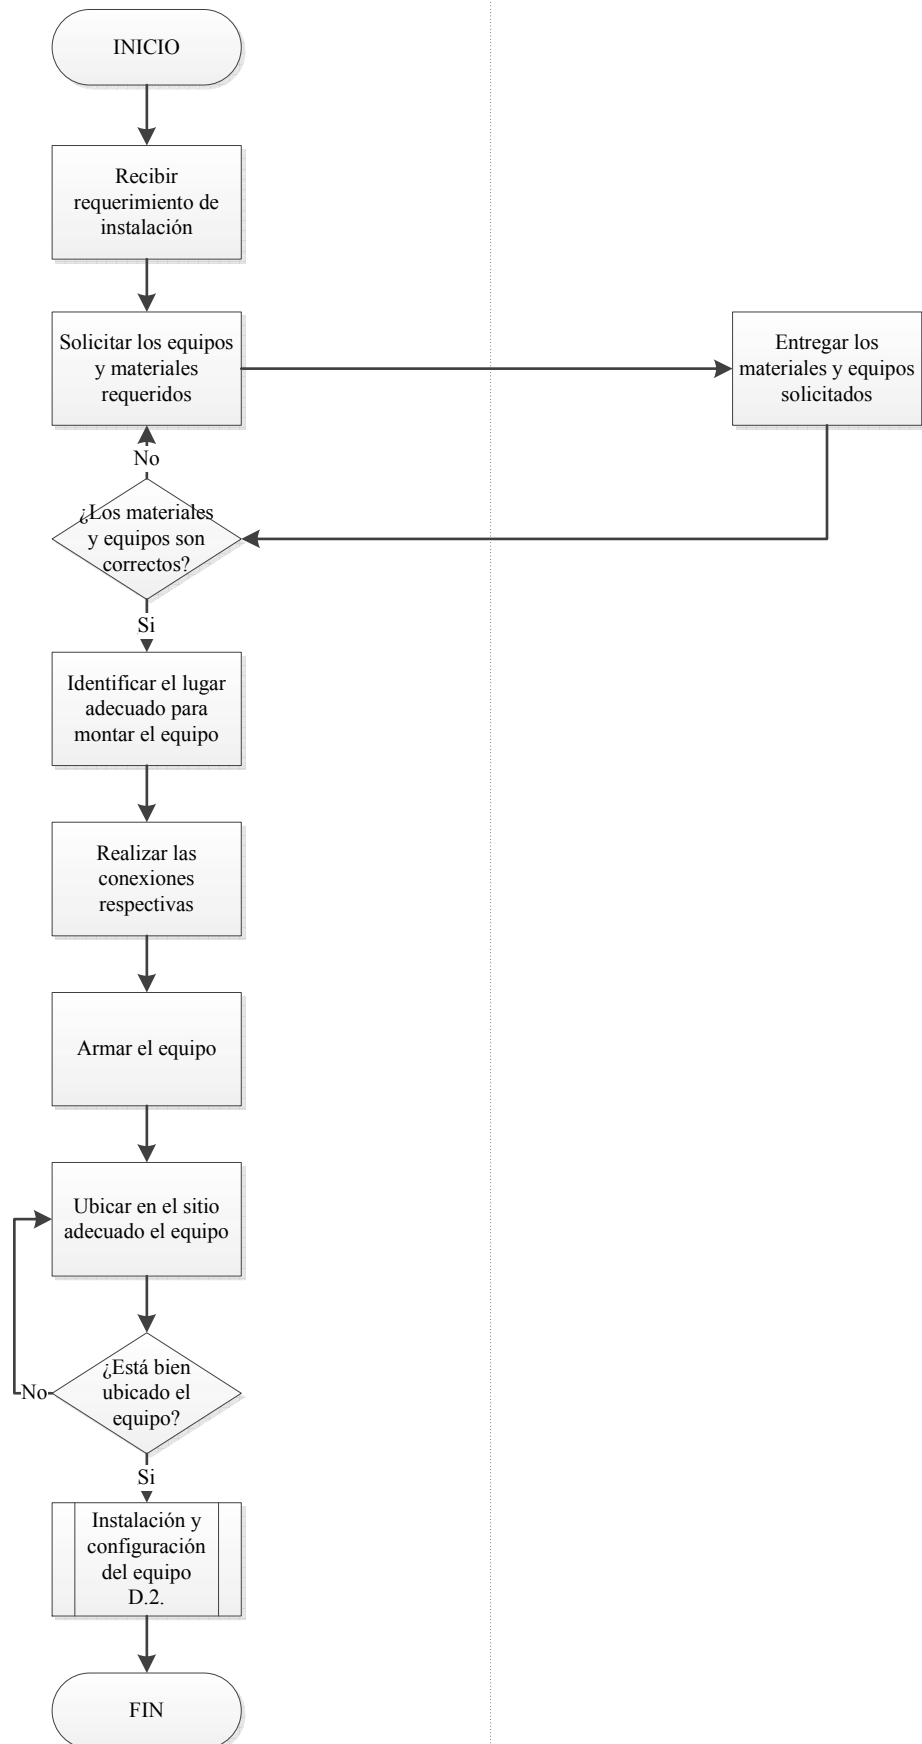 INICIO
Recibir
requerimiento de
instalación
Solicitar los equipos
y materiales
requeridos
Entregar los
materiales y equipos
solicitados
No
¿Los materiales
y equipos son
correctos?
Si
Identificar el lugar
adecuado para
montar el equipo
Realizar las
conexiones
respectivas
Armar el equipo
Ubicar en el sitio
adecuado el equipo
¿Está bien
ubicado el
equipo?
No
Si
Instalación y
configuración
del equipo
D.2.
FIN